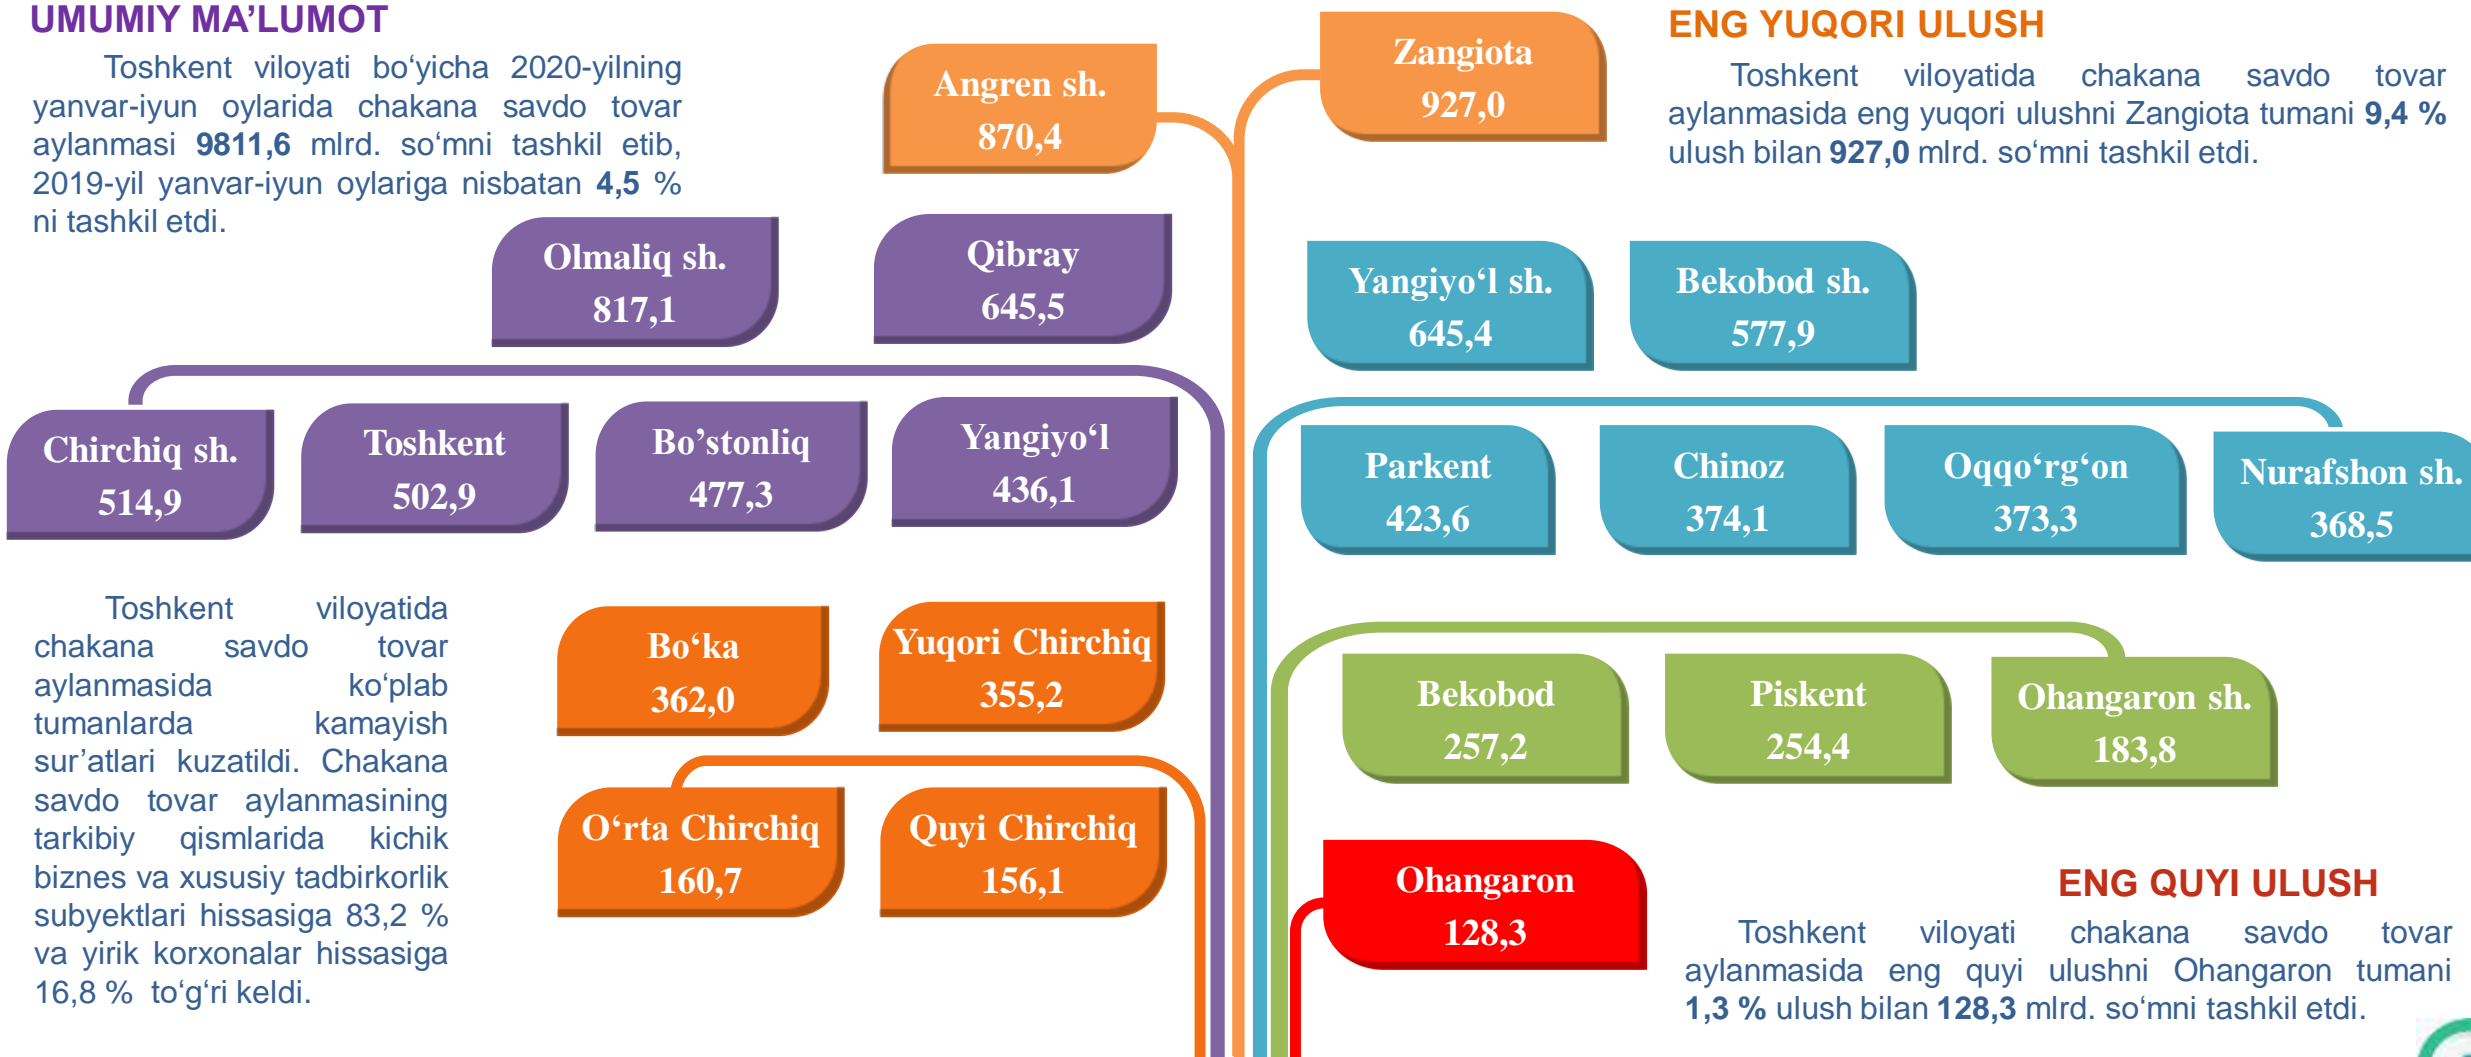 UMUMIY MA’LUMOT
Toshkent viloyati bo‘yicha 2020-yilning
yanvar-iyun oylarida chakana savdo tovar
aylanmasi 9811,6 mlrd. so‘mni tashkil etib,
2019-yil yanvar-iyun oylariga nisbatan 4,5 %
ni tashkil etdi.
Angren sh.
870,4
Zangiota
927,0
ENG YUQORI ULUSH
Toshkent viloyatida chakana savdo tovar
aylanmasida eng yuqori ulushni Zangiota tumani 9,4 %
ulush bilan 927,0 mlrd. so‘mni tashkil etdi.
Olmaliq sh.
817,1
Qibray
645,5
Yangiyo‘l sh.
645,4
Bekobod sh.
577,9
Chirchiq sh.
514,9
Toshkent
502,9
Bo’stonliq
477,3
Yangiyo‘l
436,1
Parkent
423,6
Chinoz
374,1
Oqqo‘rg‘on
373,3
Nurafshon sh.
368,5
Toshkent viloyatida
chakana savdo tovar
aylanmasida ko‘plab
tumanlarda kamayish
sur’atlari kuzatildi. Chakana
savdo tovar aylanmasining
tarkibiy qismlarida kichik
biznes va xususiy tadbirkorlik
subyektlari hissasiga 83,2 %
va yirik korxonalar hissasiga
16,8 % to‘g‘ri keldi.
Bo‘ka
362,0
Yuqori Chirchiq
355,2
O‘rta Chirchiq
160,7
Quyi Chirchiq
156,1
Bekobod
257,2
Piskent
254,4
Ohangaron sh.
183,8
Ohangaron
128,3
ENG QUYI ULUSH
Toshkent viloyati chakana savdo tovar
aylanmasida eng quyi ulushni Ohangaron tumani
1,3 % ulush bilan 128,3 mlrd. so‘mni tashkil etdi.